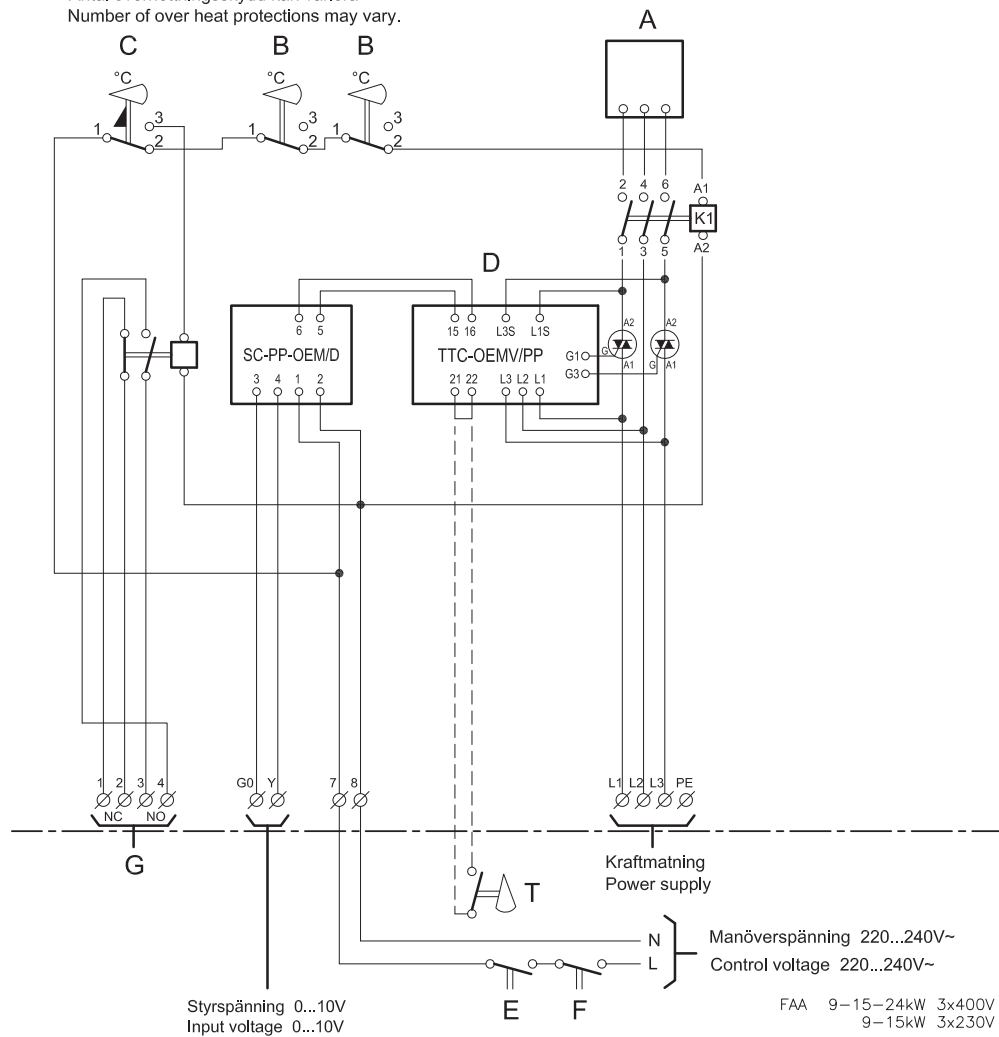 Number of over heat protections may vary.
A
C B B
°C °C °C
1 3 2
1 3 2
1 3 2
2 4 6 A1
K1
1 3 5 A2
D
6 5
15 16 L3S L1S
A2 A2
SC-PP-OEM/D
TTC-OEMV/PP
G1 G
G3 G
A1 A1
3 4 1 2
21 22 L3 L2 L1
1 2 3 4
G0 Y
7 8
L1 L2 L3 PE
NC NO
G
Kraftmatning
Power supply
T
N
L
Manöverspänning 220...240V~
Control voltage 220...240V~
E F
Styrspänning 0...10V
Input voltage 0...10V
FAA 9-15-24kW 3x400V
9-15kW 3x230V